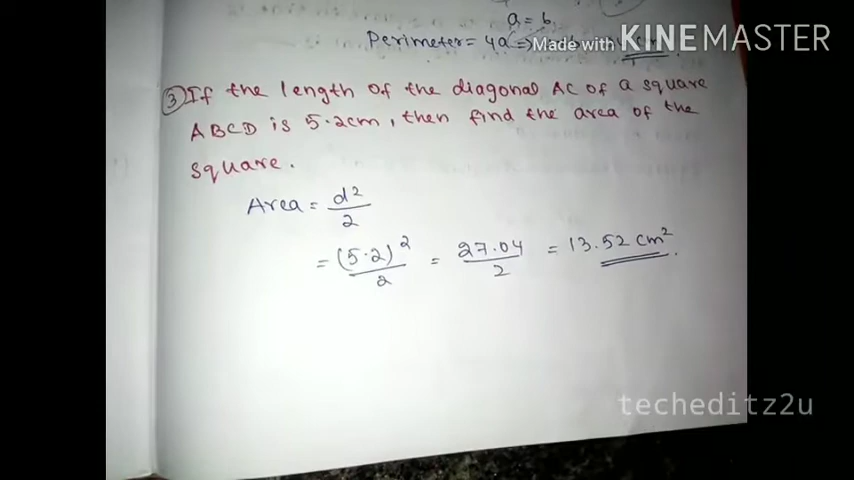 a = 6
Perimeter = 4a ⇒
Made with KINEMASTER
③ If the length of the diagonal AC of a square
ABCD is 5.2cm, then find the area of the
square.
Area = d²/2
= (5.2)²/2 = 27.04/2 = 13.52 cm².
techeditz2u